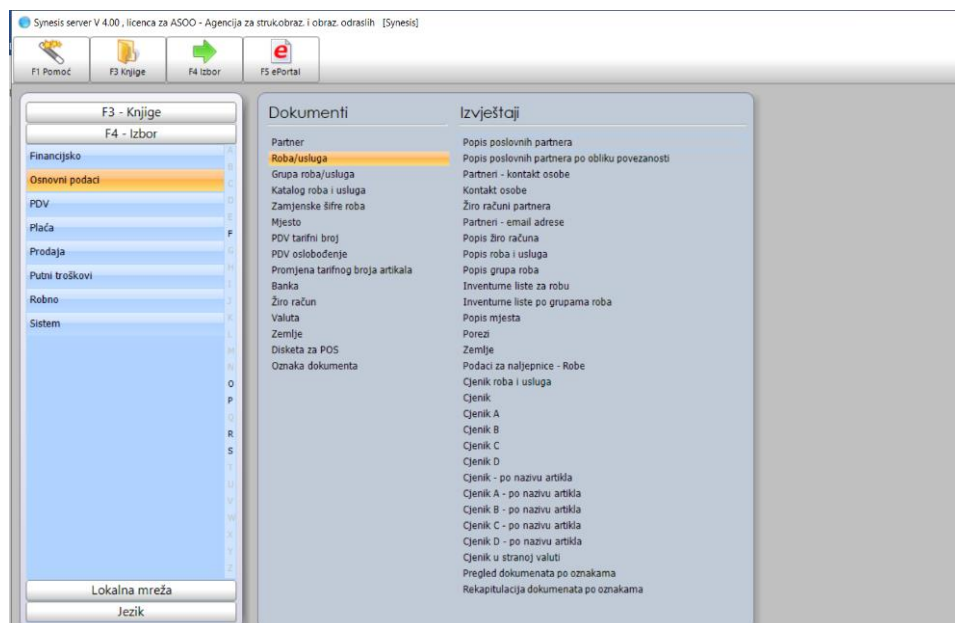 Synesis server V 4.00 , licenca za ASOO - Agencija za struk.obraz. i obraz. odraslih [Synesis]
F1 Pomoć
F3 Knjige
F4 Izbor
F5 ePortal
F3 - Knjige
F4 - Izbor
Financijsko
Osnovni podaci
PDV
Plaća
Prodaja
Putni troškovi
Robno
Sistem
A
B
C
D
E
F
G
H
I
J
K
L
M
N
O
P
Q
R
S
T
U
V
W
X
Y
Z
Lokalna mreža
Jezik
Dokumenti
Partner
Roba/usluga
Grupa roba/usluga
Katalog roba i usluga
Zamjenske šifre roba
Mjesto
PDV tarifni broj
PDV oslobođenje
Promjena tarifnog broja artikala
Banka
Žiro račun
Valuta
Zemlje
Disketa za POS
Oznaka dokumenta
Izvještaji
Popis poslovnih partnera
Popis poslovnih partnera po obliku povezanosti
Partneri - kontakt osobe
Kontakt osobe
Žiro računi partnera
Partneri - email adrese
Popis žiro računa
Popis roba i usluga
Popis grupa roba
Inventurne liste za robu
Inventurne liste po grupama roba
Popis mjesta
Porezi
Zemlje
Podaci za naljepnice - Robe
Cjenik roba i usluga
Cjenik
Cjenik A
Cjenik B
Cjenik C
Cjenik D
Cjenik - po nazivu artikla
Cjenik A - po nazivu artikla
Cjenik B - po nazivu artikla
Cjenik C - po nazivu artikla
Cjenik D - po nazivu artikla
Cjenik u stranoj valuti
Pregled dokumenata po oznakama
Rekapitulacija dokumenata po oznakama